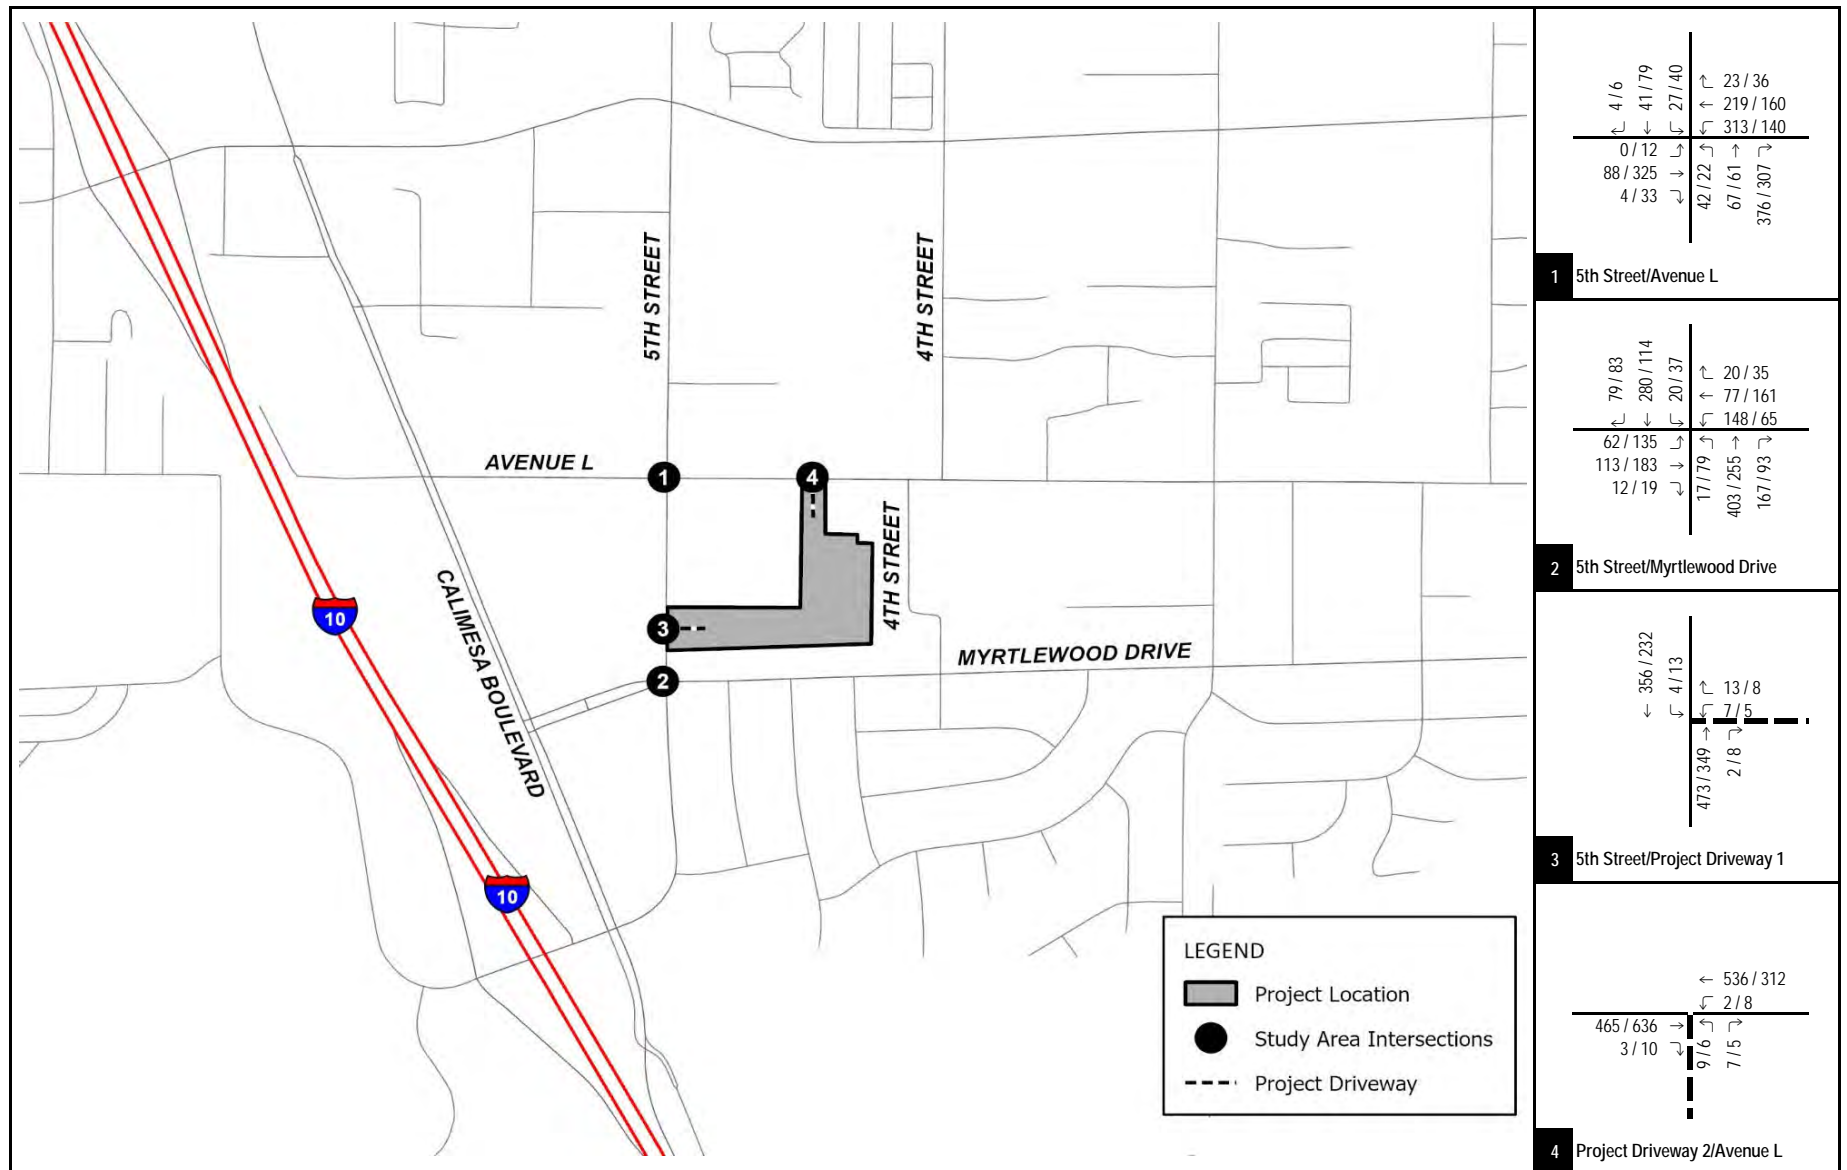 5TH STREET
4TH STREET
AVENUE L
1
4
4TH STREET
10
CALIMESA BOULEVARD
3
MYRTLEWOOD DRIVE
2
10
LEGEND
Project Location
Study Area Intersections
Project Driveway
4 / 6
41 / 79
27 / 40
23 / 36
219 / 160
313 / 140
0 / 12
88 / 325
4 / 33
42 / 22
67 / 61
376 / 307
1 5th Street/Avenue L
79 / 83
280 / 114
20 / 37
20 / 35
77 / 161
148 / 65
62 / 135
113 / 183
12 / 19
17 / 79
403 / 255
167 / 93
2 5th Street/Myrtlewood Drive
356 / 232
4 / 13
13 / 8
7 / 5
473 / 349
2 / 8
3 5th Street/Project Driveway 1
536 / 312
2 / 8
465 / 636
3 / 10
9 / 6
7 / 5
4 Project Driveway 2/Avenue L